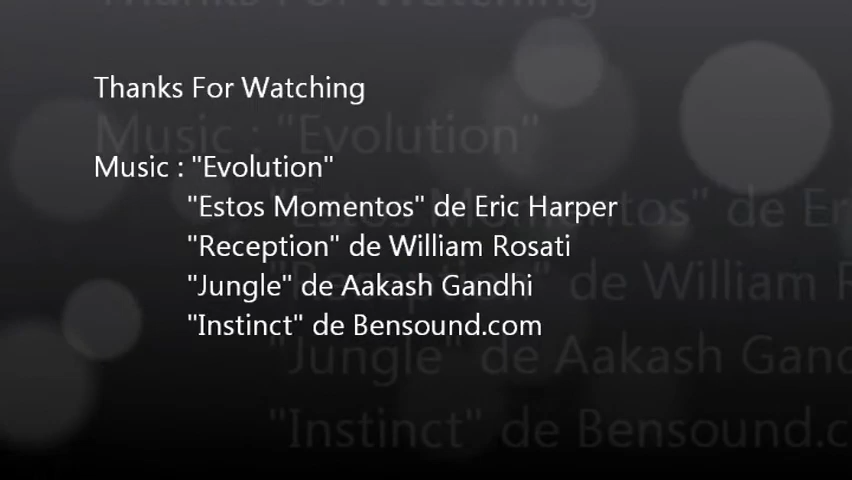 Thanks For Watching
Music : "Evolution"
"Estos Momentos" de Eric Harper
"Reception" de William Rosati
"Jungle" de Aakash Gandhi
"Instinct" de Bensound.com